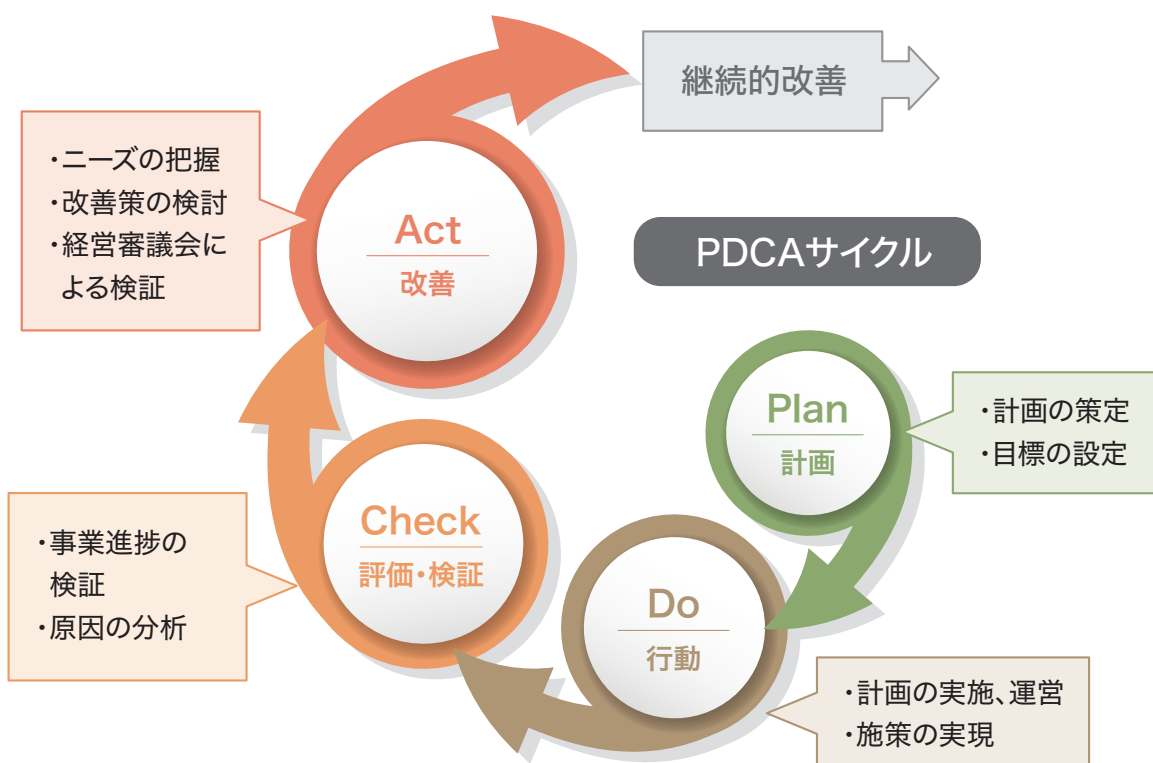 継続的改善
・ニーズの把握
・改善策の検討
・経営審議会に
よる検証
Act
改善
PDCAサイクル
Plan
計画
・計画の策定
・目標の設定
Check
評価・検証
・事業進捗の
検証
・原因の分析
Do
行動
・計画の実施、運営
・施策の実現